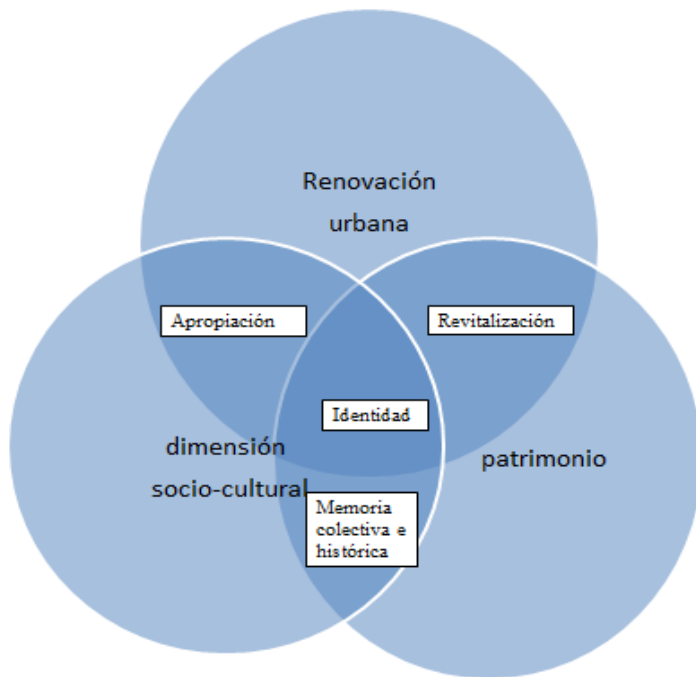 Renovación
urbana
Apropiación
Revitalización
Identidad
dimensión
socio-cultural
patrimonio
Memoria
colectiva e
histórica